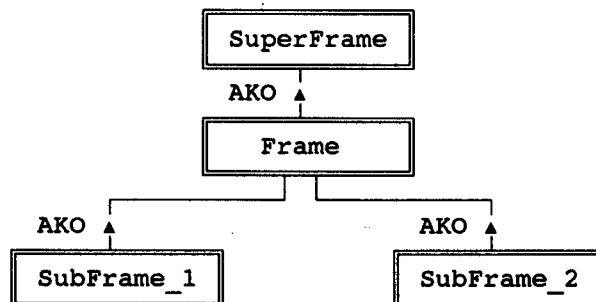 SuperFrame
AKO
Frame
AKO
AKO
SubFrame_1
SubFrame_2